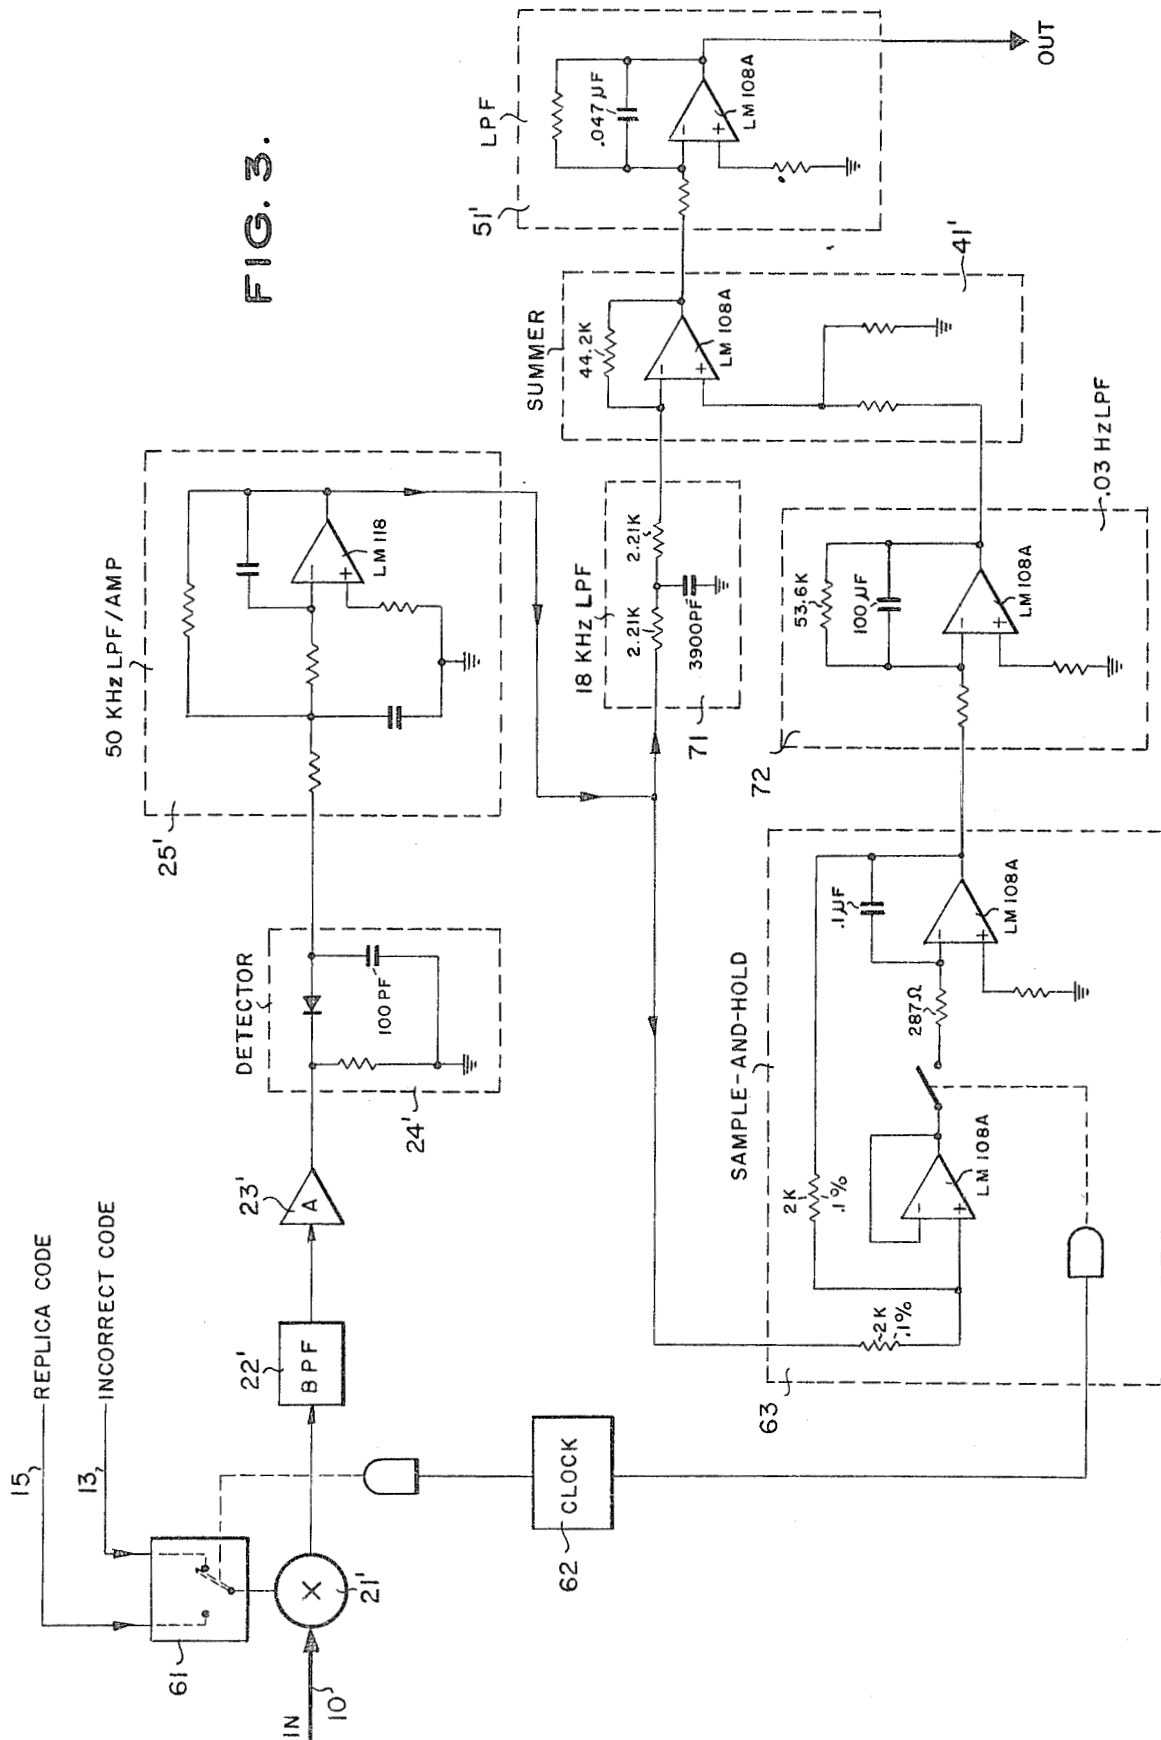 FIG. 3.
15
REPLICA CODE
13
INCORRECT CODE
61
IN
10
21'
X
22'
BPF
23'
A
62
CLOCK
DETECTOR
24'
100 PF
50 KHz LPF/AMP
25'
LM 118
18 KHz LPF
2.21K
2.21K
3900PF
71
SUMMER
44.2K
LM 108A
41'
LPF
51'
.047 µF
LM 108A
OUT
SAMPLE-AND-HOLD
63
2K
.1%
2K
.1%
LM 108A
287Ω
.1µF
LM 108A
72
53.6K
100 µF
LM 108A
.03 Hz LPF